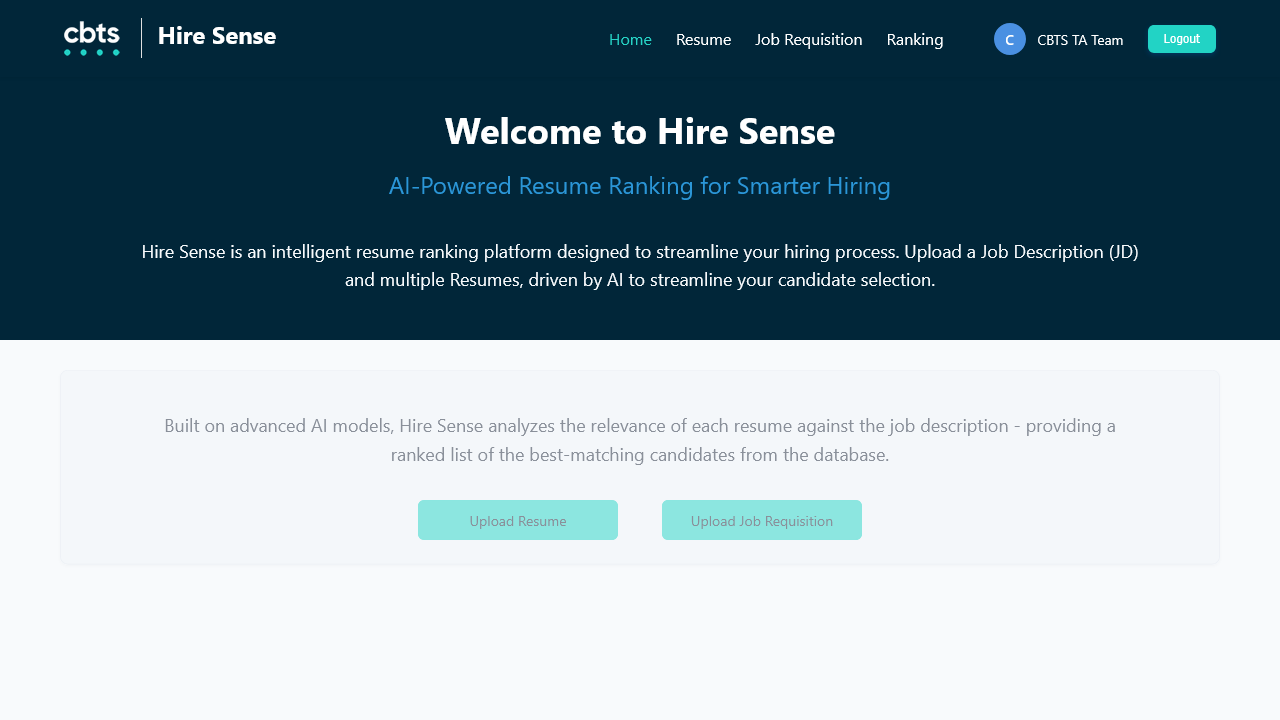 cbts
Hire Sense
Home
Resume
Job Requisition
Ranking
C
CBTS TA Team
Logout
Welcome to Hire Sense
AI-Powered Resume Ranking for Smarter Hiring
Hire Sense is an intelligent resume ranking platform designed to streamline your hiring process. Upload a Job Description (JD)
and multiple Resumes, driven by AI to streamline your candidate selection.
Built on advanced AI models, Hire Sense analyzes the relevance of each resume against the job description - providing a
ranked list of the best-matching candidates from the database.
Upload Resume
Upload Job Requisition